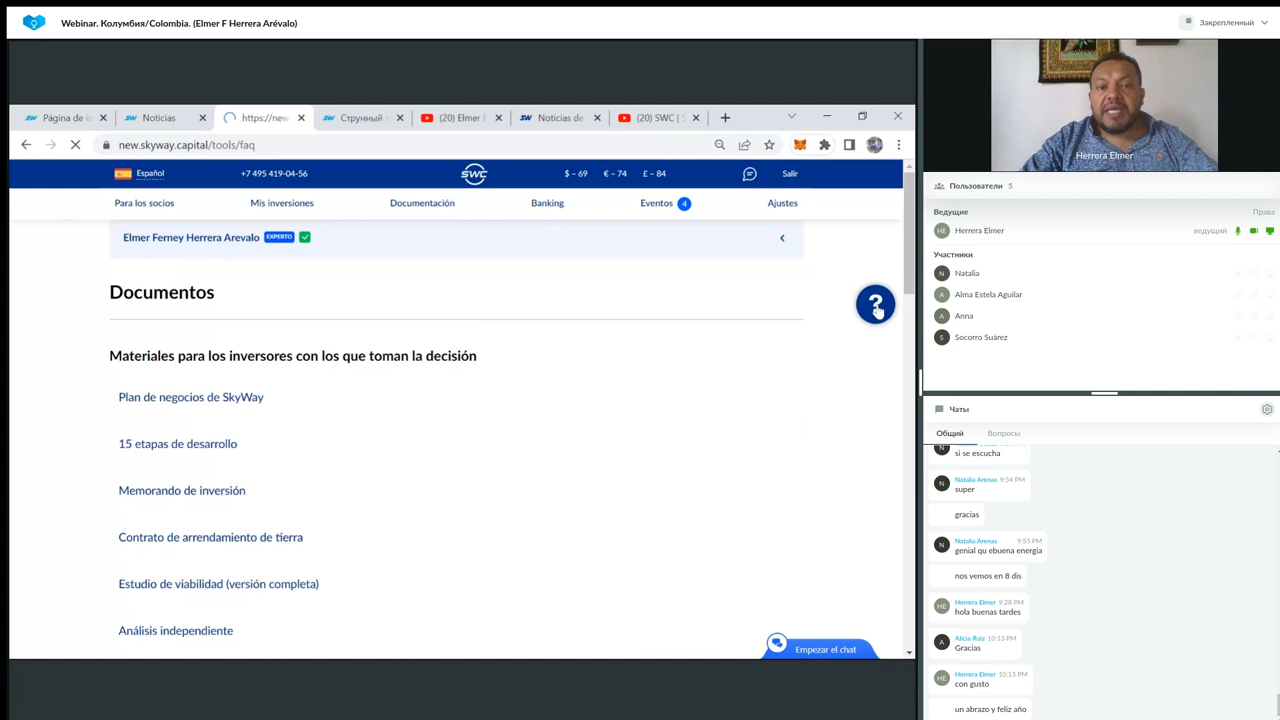 Webinar. Колумбия/Colombia. (Elmer F Herrera Arévalo)
Закрепленный
Página de in
Noticias
https://new
Струнный т
(20) Elmer F
Noticias de
(20) SWC | S
new.skyway.capital/tools/faq
Español
+7 495 419-04-56
SWC
$ – 69
€ – 74
£ – 84
Salir
Para los socios
Mis inversiones
Documentación
Banking
Eventos 4
Ajustes
Elmer Ferney Herrera Arevalo EXPERTO
Documentos
?
Materiales para los inversores con los que toman la decisión
Plan de negocios de SkyWay
15 etapas de desarrollo
Memorando de inversión
Contrato de arrendamiento de tierra
Estudio de viabilidad (versión completa)
Análisis independiente
Empezar el chat
Herrera Elmer
Пользователи 5
Ведущие
Права
HE Herrera Elmer ведущий
Участники
N Natalia
A Alma Estela Aguilar
A Anna
S Socorro Suárez
Чаты
Общий
Вопросы
N
si se escucha
N Natalia Arenas 9:54 PM
super
gracias
N Natalia Arenas 9:55 PM
genial qu ebuena energia
nos vemos en 8 dis
HE Herrera Elmer 9:28 PM
hola buenas tardes
A Alicia Ruiz 10:13 PM
Gracias
HE Herrera Elmer 10:13 PM
con gusto
un abrazo y feliz año